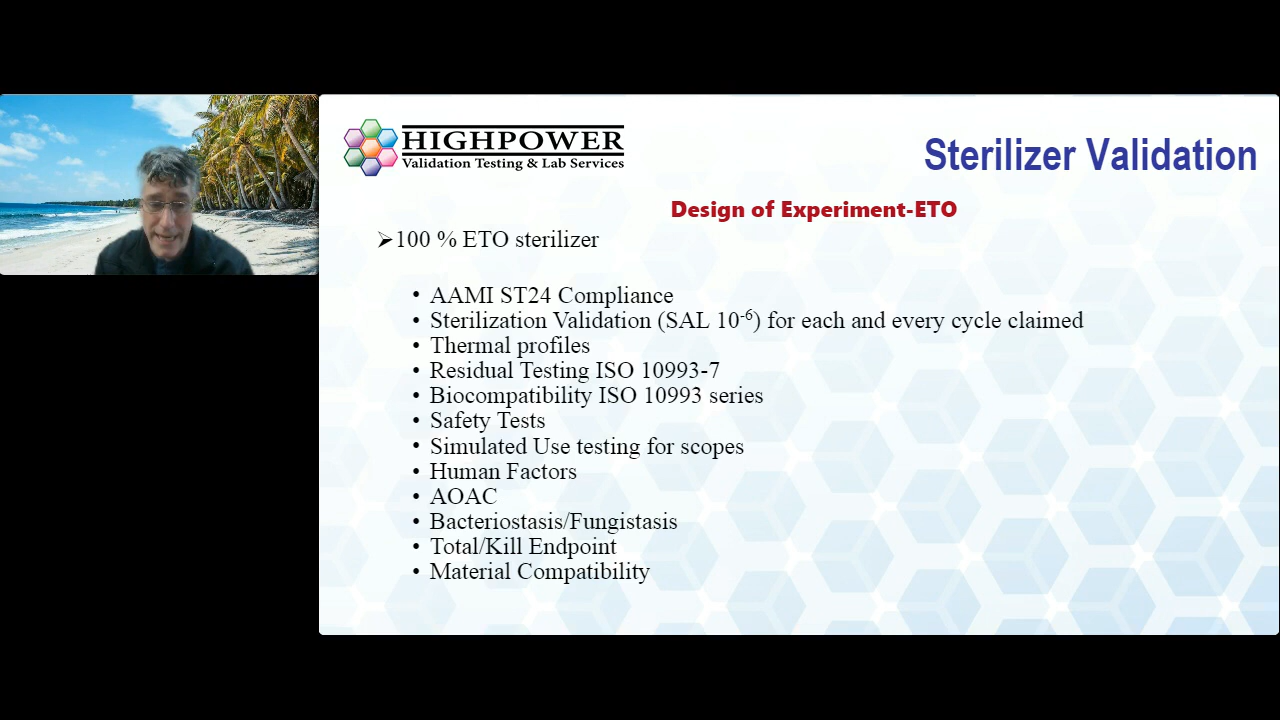 HIGHPOWER
Validation Testing & Lab Services
Sterilizer Validation
Design of Experiment-ETO
➢100 % ETO sterilizer
• AAMI ST24 Compliance
• Sterilization Validation (SAL 10⁻⁶) for each and every cycle claimed
• Thermal profiles
• Residual Testing ISO 10993-7
• Biocompatibility ISO 10993 series
• Safety Tests
• Simulated Use testing for scopes
• Human Factors
• AOAC
• Bacteriostasis/Fungistasis
• Total/Kill Endpoint
• Material Compatibility